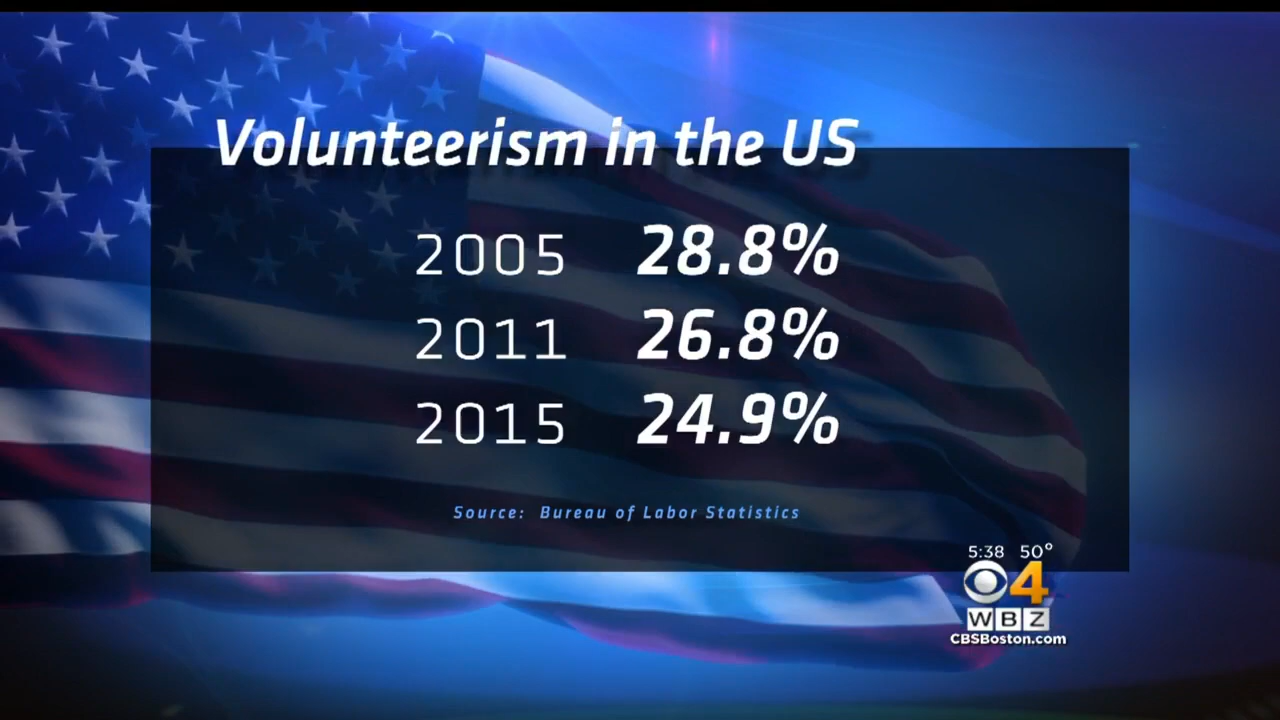 Volunteerism in the US
2005 28.8%
2011 26.8%
2015 24.9%
Source: Bureau of Labor Statistics
5:38 50°
4
WBZ
CBSBoston.com